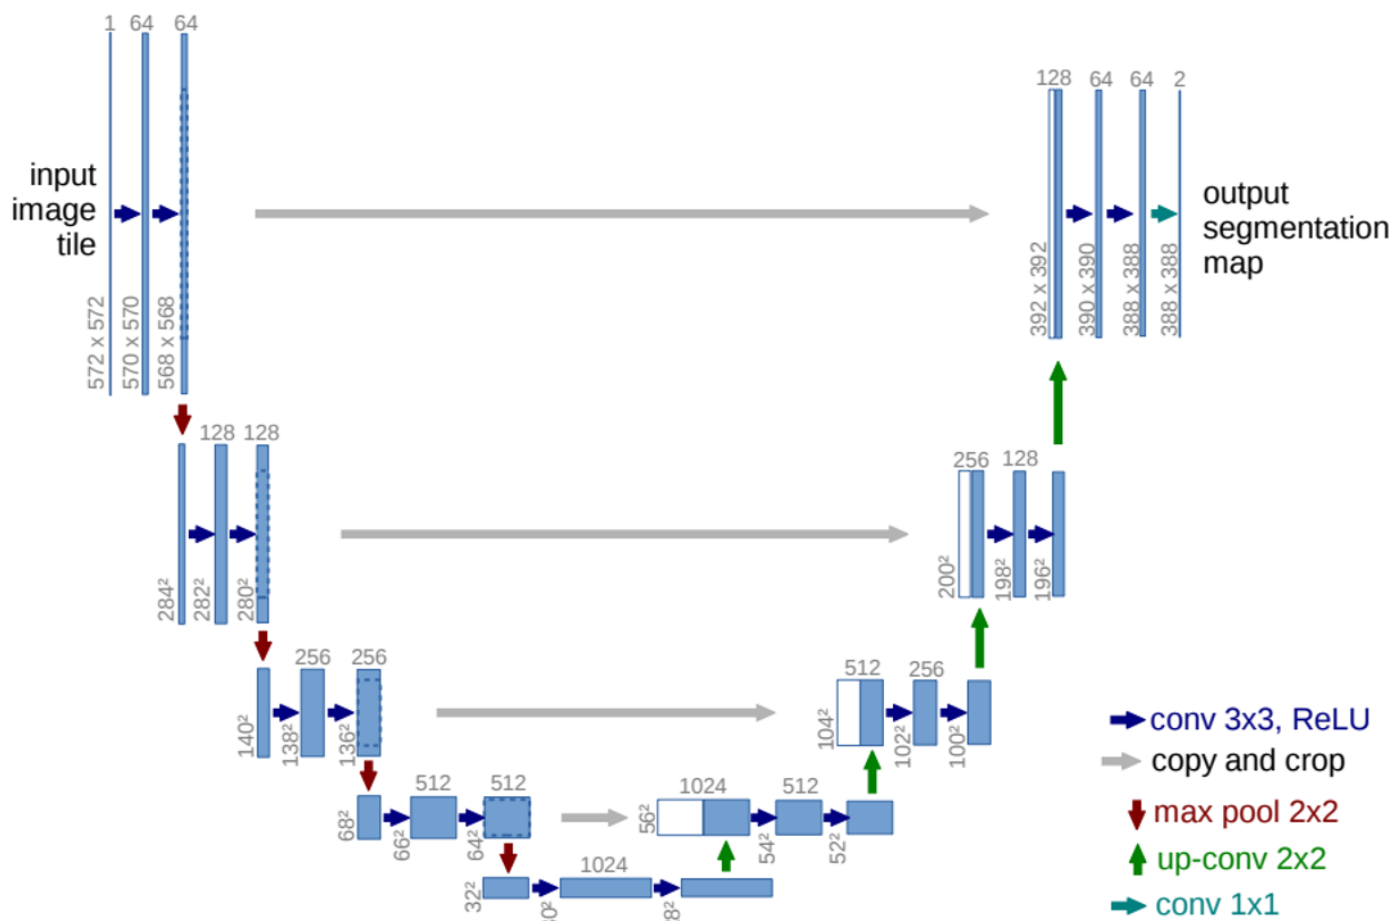 1 64 64
128 64 64 2
input
image
tile
output
segmentation
map
572 x 572
570 x 570
568 x 568
392 x 392
390 x 390
388 x 388
388 x 388
128 128
256 128
284²
282²
280²
200²
198²
196²
256 256
512 256
140²
138²
136²
104²
102²
100²
512 512
1024 512
68²
66²
64²
56²
54²
52²
1024
32²
conv 3x3, ReLU
copy and crop
max pool 2x2
up-conv 2x2
conv 1x1